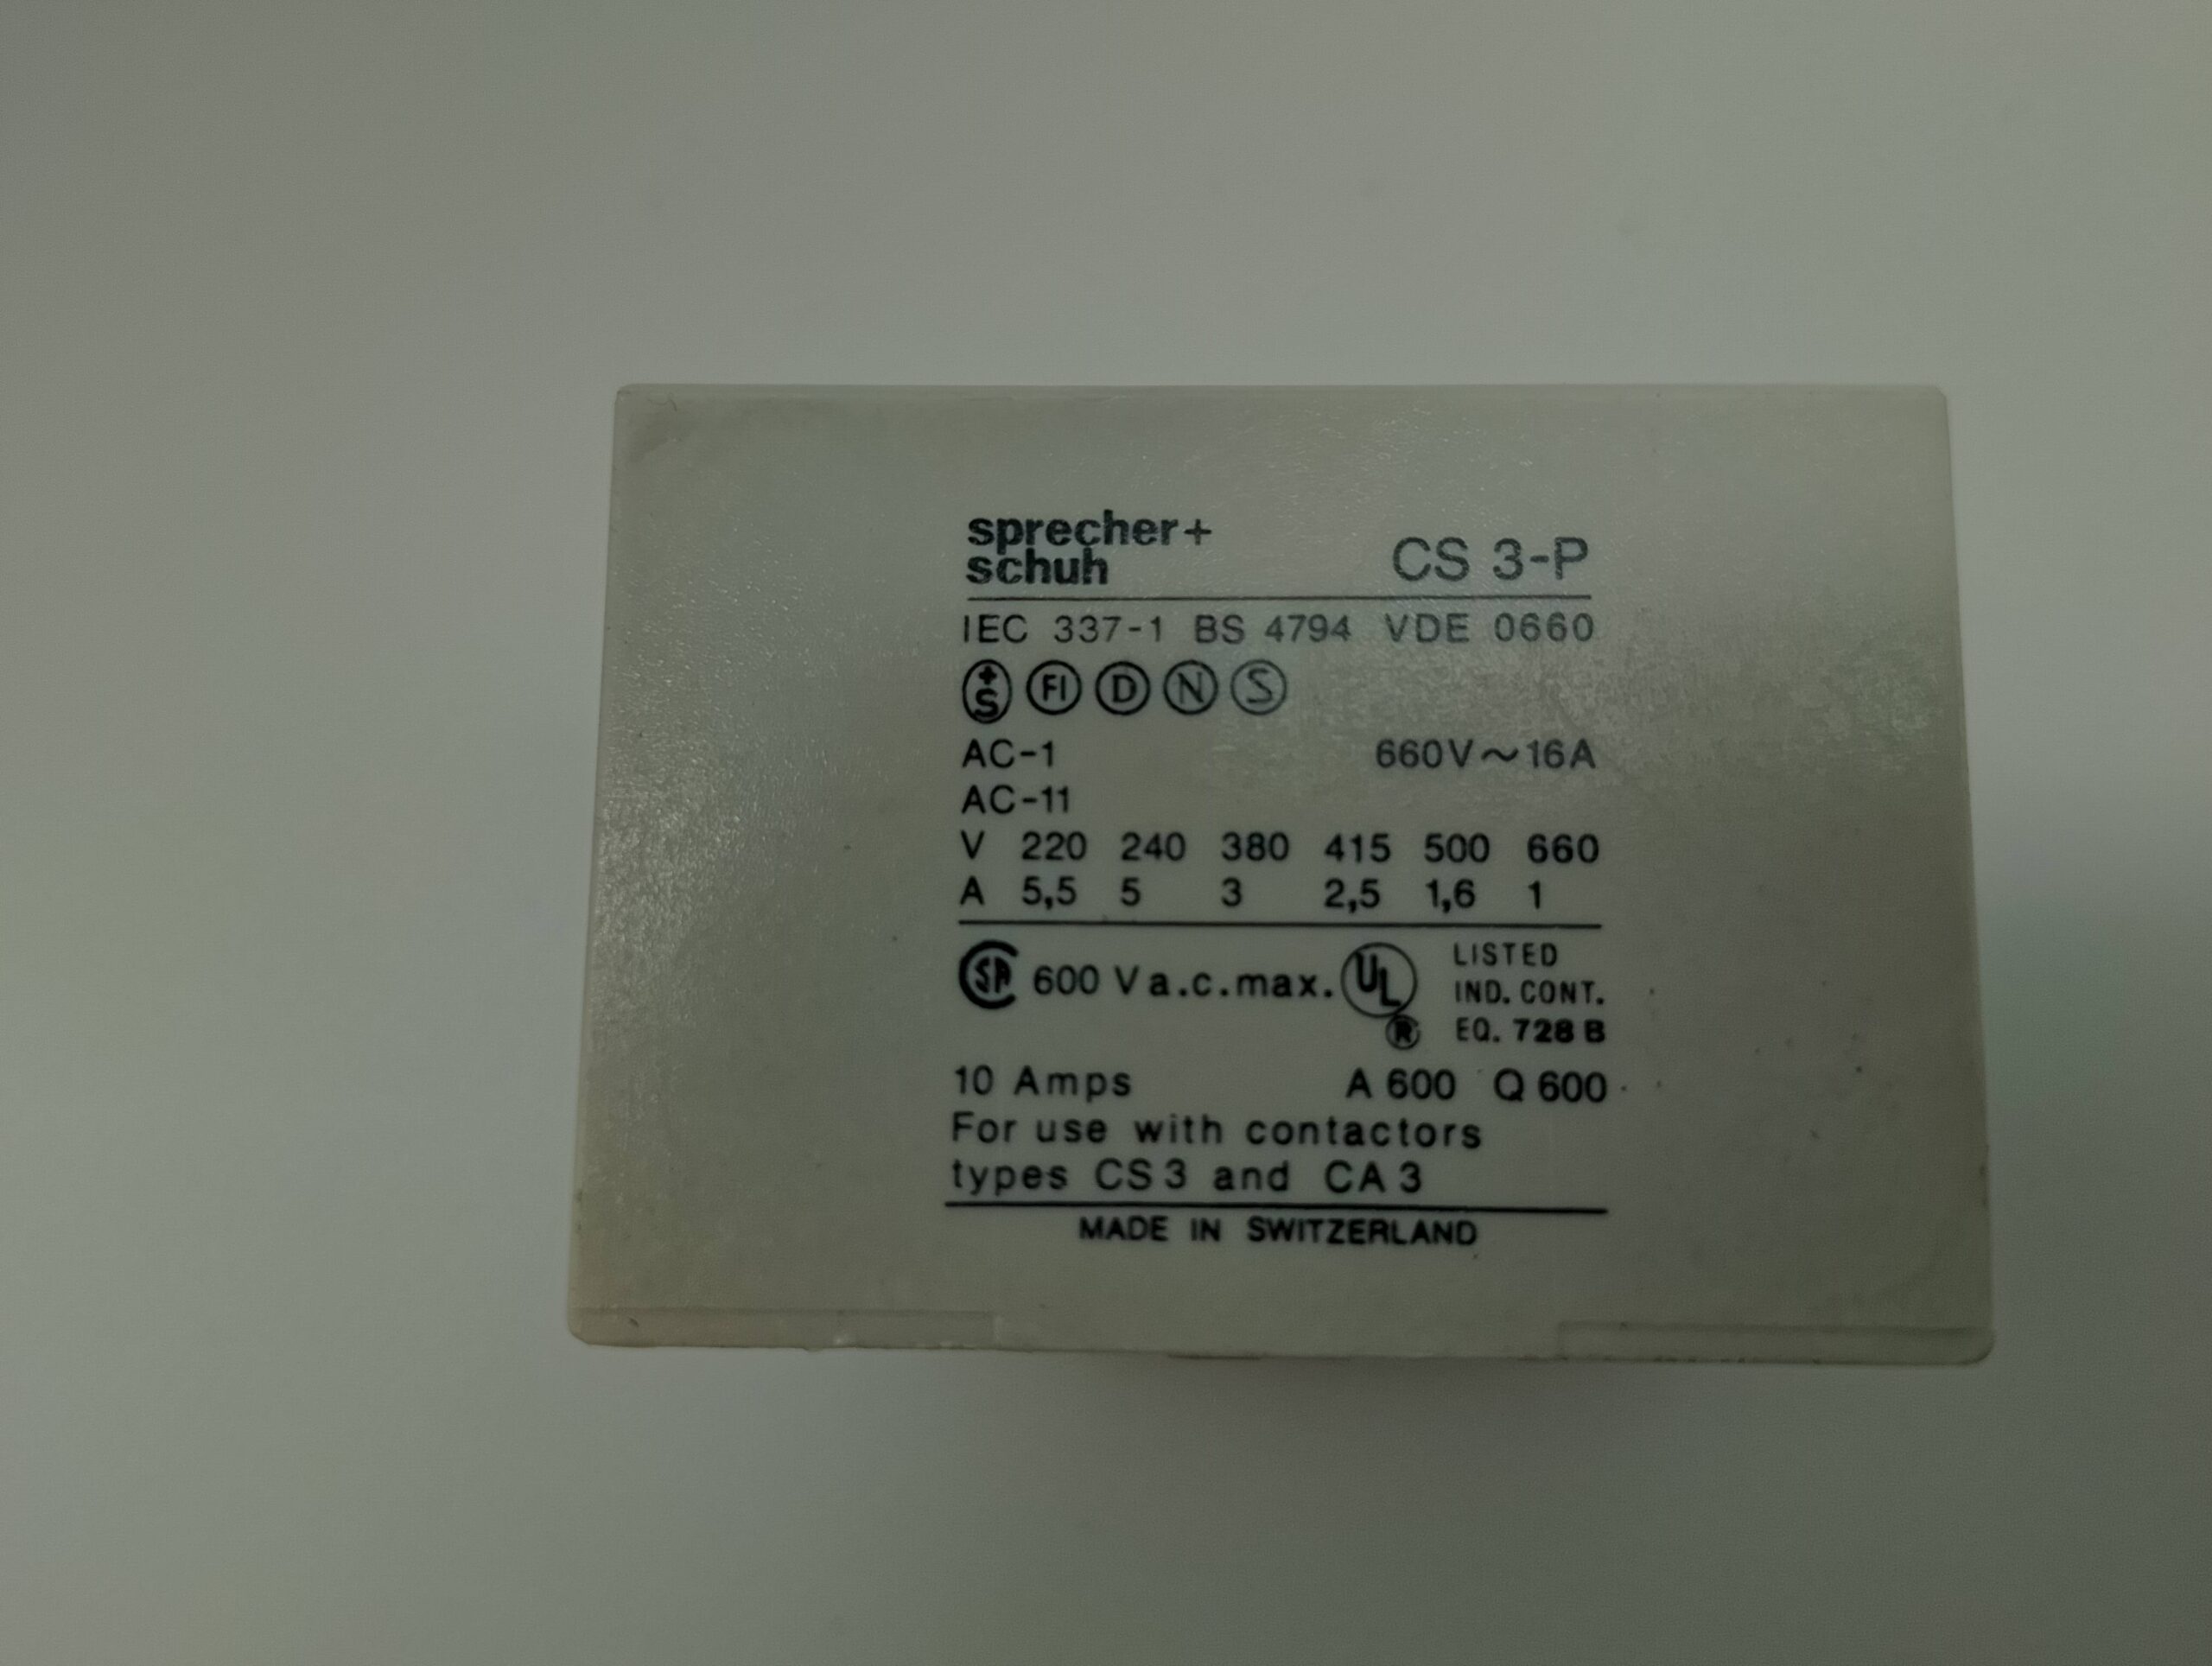 sprecher+
schuh
CS 3-P
IEC 337-1 BS 4794 VDE 0660
+S FI D N S
AC-1 660V~16A
AC-11
V 220 240 380 415 500 660
A 5,5 5 3 2,5 1,6 1
CSA 600 V a.c. max. UL ® LISTED
IND. CONT.
EQ. 728 B
10 Amps A 600 Q 600
For use with contactors
types CS 3 and CA 3
MADE IN SWITZERLAND